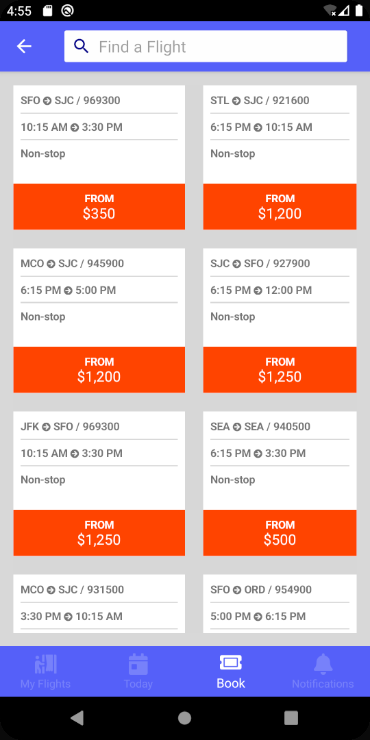 4:55
Find a Flight
SFO ➔ SJC / 969300
10:15 AM ➔ 3:30 PM
Non-stop
FROM
$350
STL ➔ SJC / 921600
6:15 PM ➔ 10:15 AM
Non-stop
FROM
$1,200
MCO ➔ SJC / 945900
6:15 PM ➔ 5:00 PM
Non-stop
FROM
$1,200
SJC ➔ SFO / 927900
6:15 PM ➔ 12:00 PM
Non-stop
FROM
$1,250
JFK ➔ SFO / 969300
10:15 AM ➔ 3:30 PM
Non-stop
FROM
$1,250
SEA ➔ SEA / 940500
6:15 PM ➔ 3:30 PM
Non-stop
FROM
$500
MCO ➔ SJC / 931500
3:30 PM ➔ 10:15 AM
SFO ➔ ORD / 954900
5:00 PM ➔ 6:15 PM
My Flights
Today
Book
Notifications